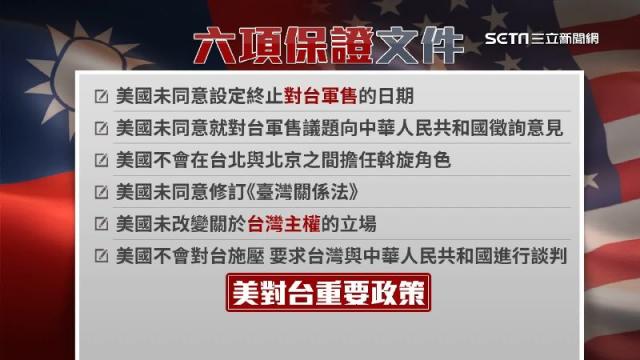 六項保證文件
SETN三立新聞網
美國未同意設定終止對台軍售的日期
美國未同意就對台軍售議題向中華人民共和國徵詢意見
美國不會在台北與北京之間擔任斡旋角色
美國未同意修訂《臺灣關係法》
美國未改變關於台灣主權的立場
美國不會對台施壓 要求台灣與中華人民共和國進行談判
美對台重要政策